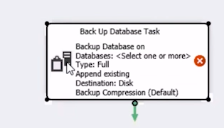 Back Up Database Task
Backup Database on
Databases: <Select one or more>
Type: Full
Append existing
Destination: Disk
Backup Compression (Default)